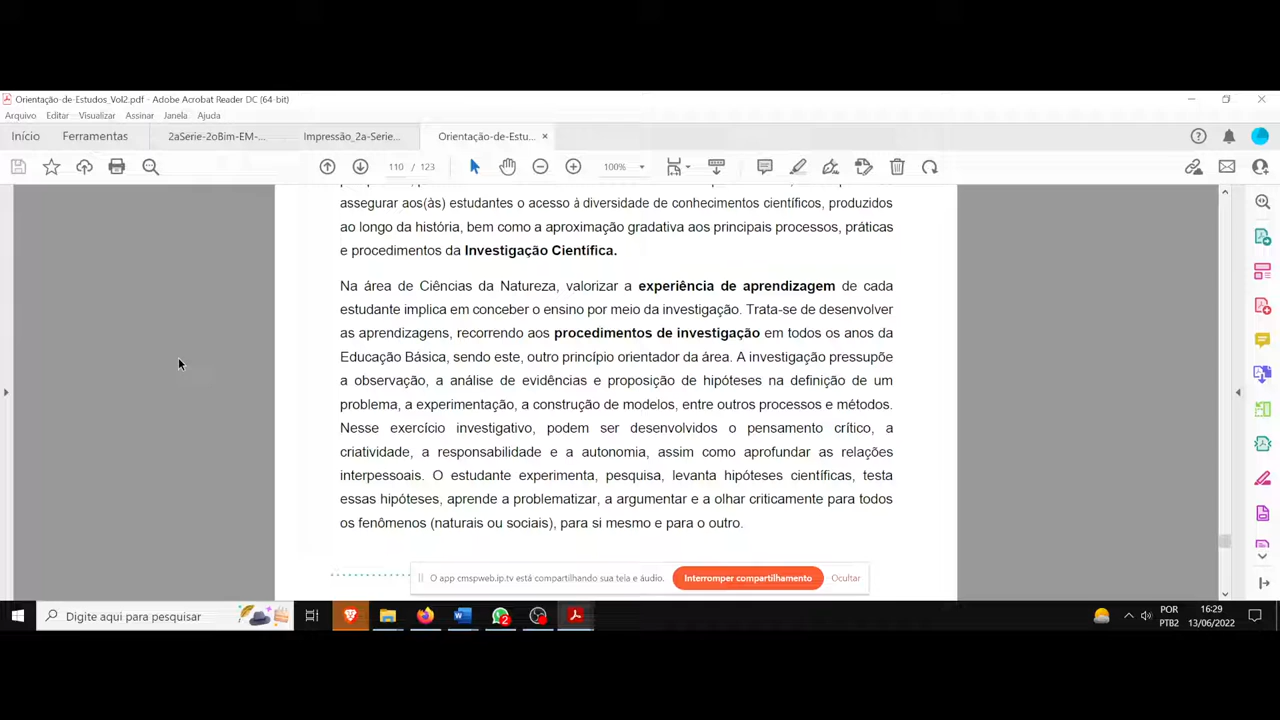 Orientação-de-Estudos_Vol2.pdf - Adobe Acrobat Reader DC (64-bit)
Arquivo Editar Visualizar Assinar Janela Ajuda
Início Ferramentas 2aSerie-2oBim-EM-... Impressão_2a-Serie... Orientação-de-Estu... ×
110 / 123 100%
assegurar aos(às) estudantes o acesso à diversidade de conhecimentos científicos, produzidos
ao longo da história, bem como a aproximação gradativa aos principais processos, práticas
e procedimentos da Investigação Científica.
Na área de Ciências da Natureza, valorizar a experiência de aprendizagem de cada
estudante implica em conceber o ensino por meio da investigação. Trata-se de desenvolver
as aprendizagens, recorrendo aos procedimentos de investigação em todos os anos da
Educação Básica, sendo este, outro princípio orientador da área. A investigação pressupõe
a observação, a análise de evidências e proposição de hipóteses na definição de um
problema, a experimentação, a construção de modelos, entre outros processos e métodos.
Nesse exercício investigativo, podem ser desenvolvidos o pensamento crítico, a
criatividade, a responsabilidade e a autonomia, assim como aprofundar as relações
interpessoais. O estudante experimenta, pesquisa, levanta hipóteses científicas, testa
essas hipóteses, aprende a problematizar, a argumentar e a olhar criticamente para todos
os fenômenos (naturais ou sociais), para si mesmo e para o outro.
O app cmspweb.ip.tv está compartilhando sua tela e áudio. Interromper compartilhamento Ocultar
Digite aqui para pesquisar
2
POR
PTB2
16:29
13/06/2022